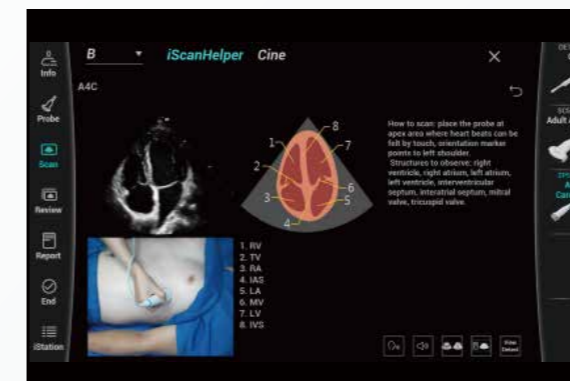 B
iScanHelper
Cine
A4C
Info
Probe
Scan
Review
Report
End
iStation
8
1
7
2
6
3
5
4
How to scan: place the probe at
apex area where heart beats can be
felt by touch, orientation marker
points to left shoulder.
Structures to observe: right
ventricle, right atrium, left atrium,
left ventricle, interventricular
septum, interatrial septum, mitral
valve, tricuspid valve.
1. RV
2. TV
3. RA
4. IAS
5. LA
6. MV
7. LV
8. IVS
View
Detect
Adult A